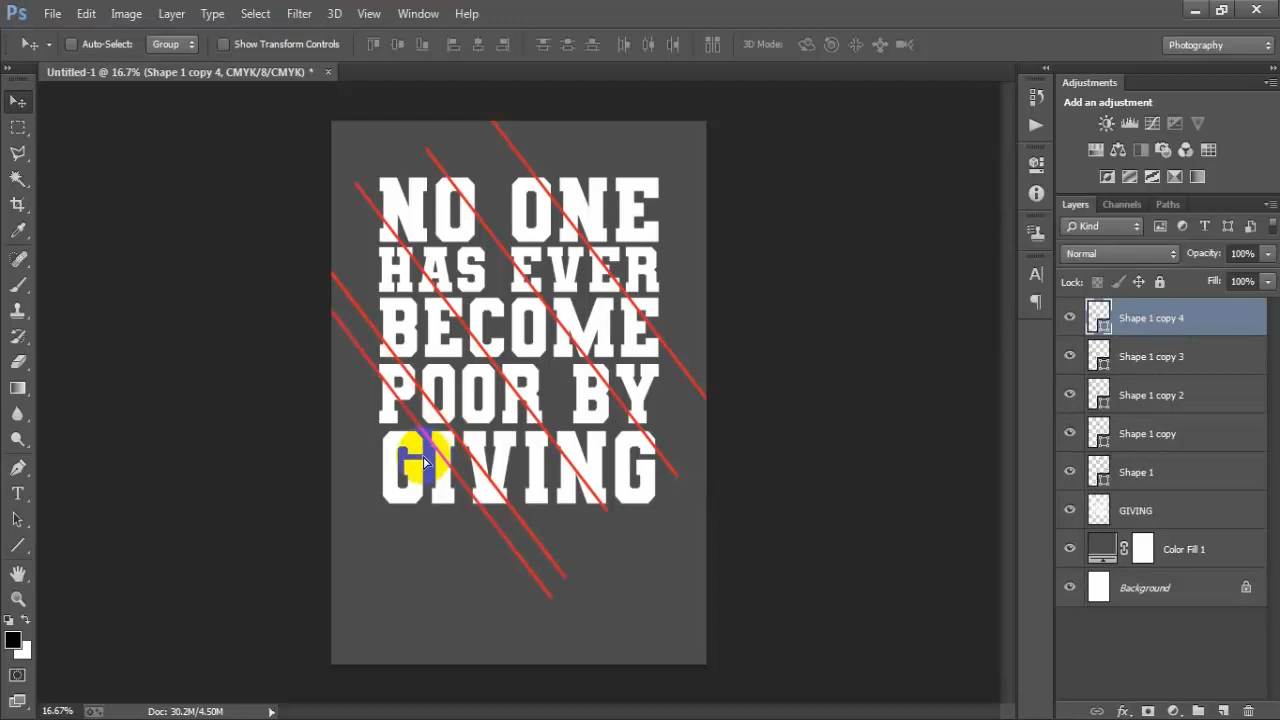 Ps File Edit Image Layer Type Select Filter 3D View Window Help
Auto-Select: Group Show Transform Controls 3D Mode: Photography
Untitled-1 @ 16.7% (Shape 1 copy 4, CMYK/8/CMYK) *
Adjustments
Add an adjustment
Layers Channels Paths
Kind
Normal Opacity: 100%
Lock: Fill: 100%
Shape 1 copy 4
Shape 1 copy 3
Shape 1 copy 2
Shape 1 copy
Shape 1
GIVING
Color Fill 1
Background
NO ONE
HAS EVER
BECOME
POOR BY
GIVING
16.67% Doc: 30.2M/4.50M